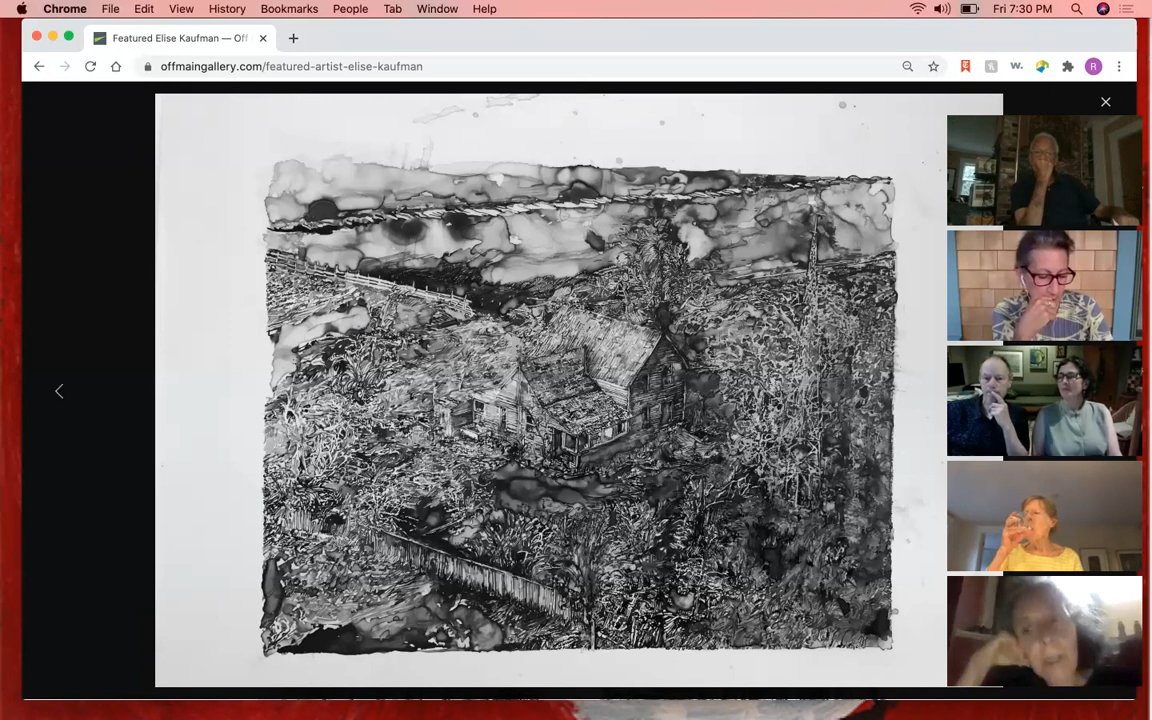 Chrome File Edit View History Bookmarks People Tab Window Help Fri 7:30 PM
Featured Elise Kaufman — Off
offmaingallery.com/featured-artist-elise-kaufman
w.
R